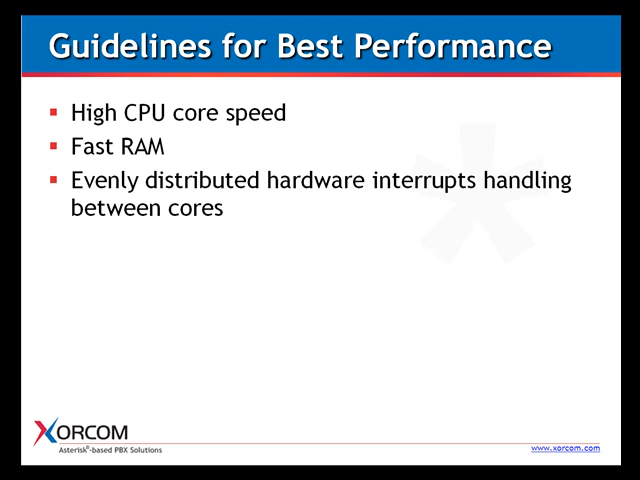 Guidelines for Best Performance
High CPU core speed
Fast RAM
Evenly distributed hardware interrupts handling
between cores
XORCOM
Asterisk®-based PBX Solutions
www.xorcom.com